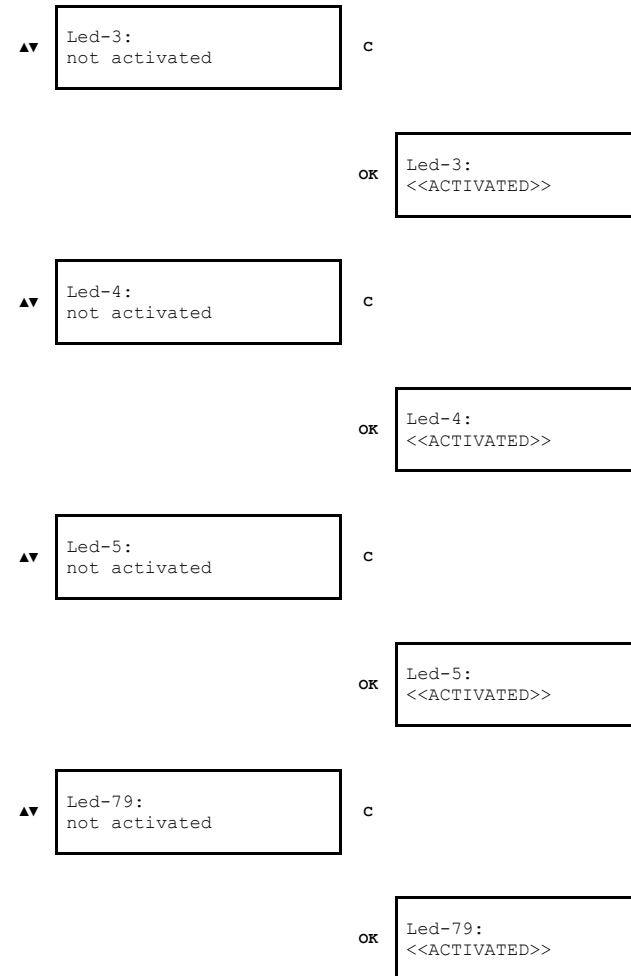 ▲▼
Led-3:
not activated
C
OK
Led-3:
<<ACTIVATED>>
▲▼
Led-4:
not activated
C
OK
Led-4:
<<ACTIVATED>>
▲▼
Led-5:
not activated
C
OK
Led-5:
<<ACTIVATED>>
▲▼
Led-79:
not activated
C
OK
Led-79:
<<ACTIVATED>>